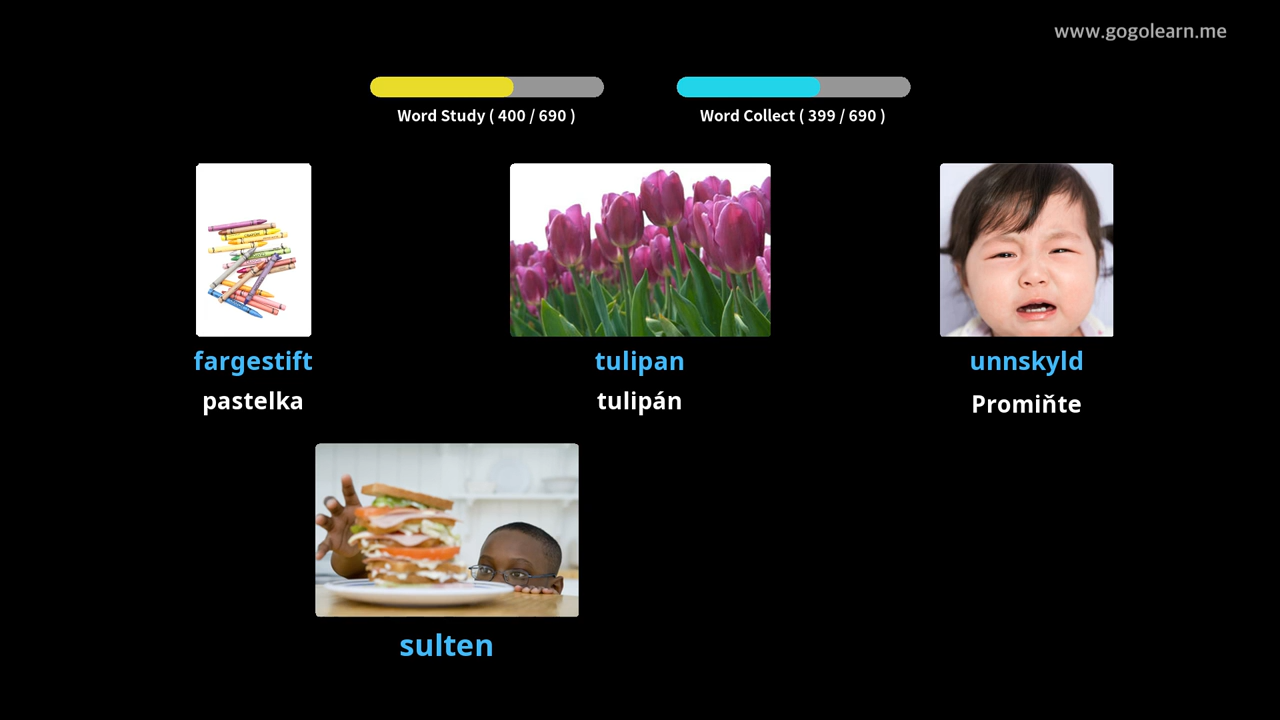 www.gogolearn.me
Word Study ( 400 / 690 )
Word Collect ( 399 / 690 )
fargestift
tulipan
unnskyld
pastelka
tulipán
Promiňte
sulten